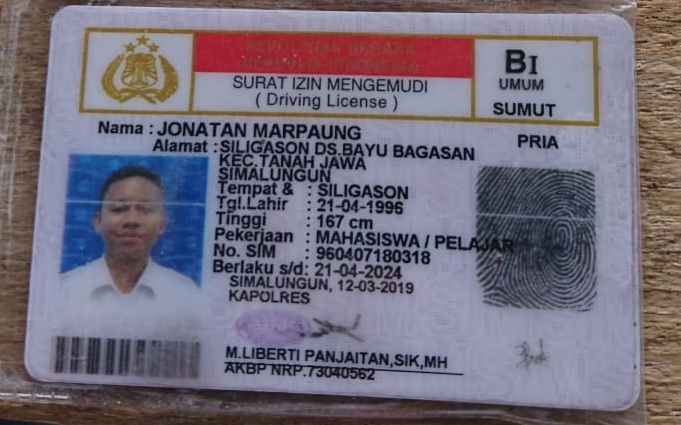 KEPOLISIAN NEGARA
REPUBLIK INDONESIA
SURAT IZIN MENGEMUDI
( Driving License )
BI
UMUM
SUMUT
Nama : JONATAN MARPAUNG
PRIA
Alamat : SILIGASON DS.BAYU BAGASAN
KEC.TANAH JAWA
SIMALUNGUN
Tempat & : SILIGASON
Tgl.Lahir : 21-04-1996
Tinggi : 167 cm
Pekerjaan : MAHASISWA / PELAJAR
No. SIM : 960407180318
Berlaku s/d: 21-04-2024
SIMALUNGUN, 12-03-2019
KAPOLRES
M.LIBERTI PANJAITAN,SIK,MH
AKBP NRP.73040562